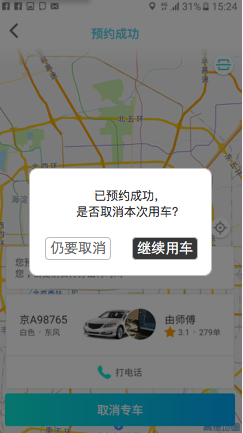 31% 15:24
预约成功
北五环
已预约成功，
是否取消本次用车？
仍要取消
继续用车
京A98765
由师傅
白色·东风
3.1·279单
打电话
取消专车